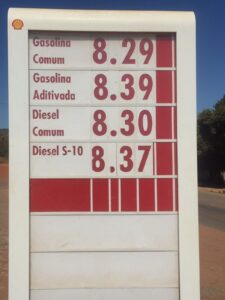 Gasolina
Comum 8.29
Gasolina
Aditivada 8.39
Diesel
Comum 8.30
Diesel S-10 8.37